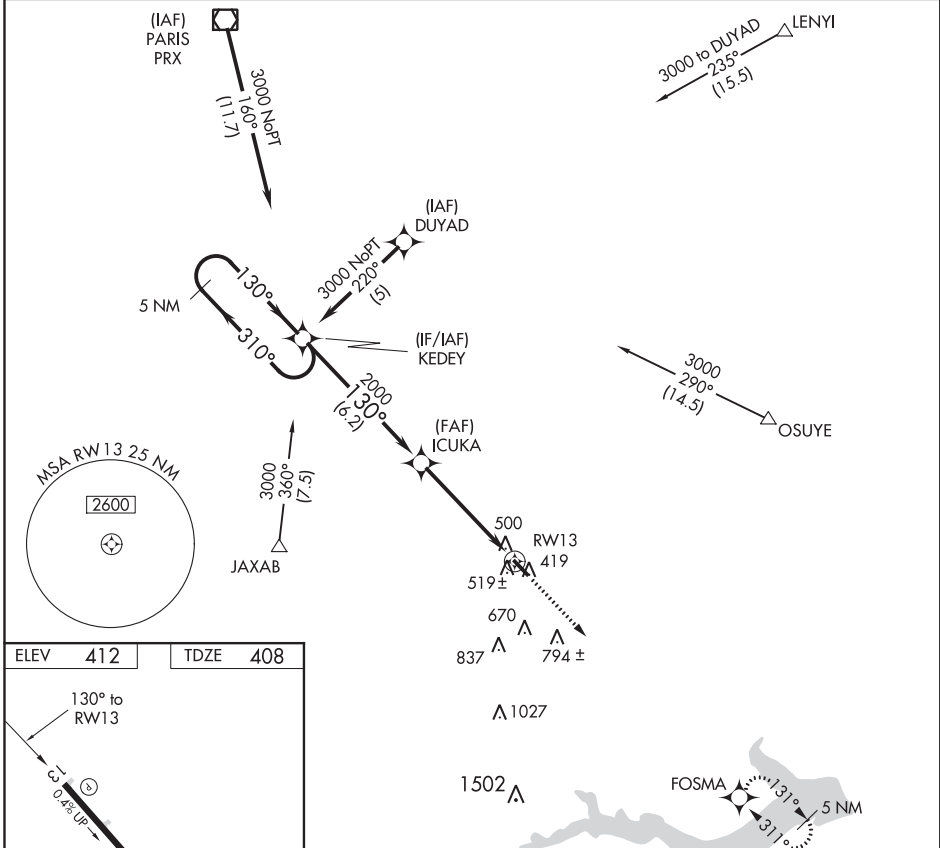 (IAF)
PARIS
PRX
3000 NoPT
160°
(11.7)
LENYI
3000 to DUYAD
235°
(15.5)
(IAF)
DUYAD
3000 NoPT
220°
(5)
5 NM
130°
310°
(IF/IAF)
KEDEY
2000
130°
(6.2)
3000
290°
(14.5)
OSUYE
(FAF)
ICUKA
MSA RW13 25 NM
2600
3000
360°
(7.5)
JAXAB
500
RW13
419
519±
670
837
794 ±
1027
1502
FOSMA
131°
5 NM
311°
ELEV 412
TDZE 408
130° to
RW13
13
P
0.4% UP